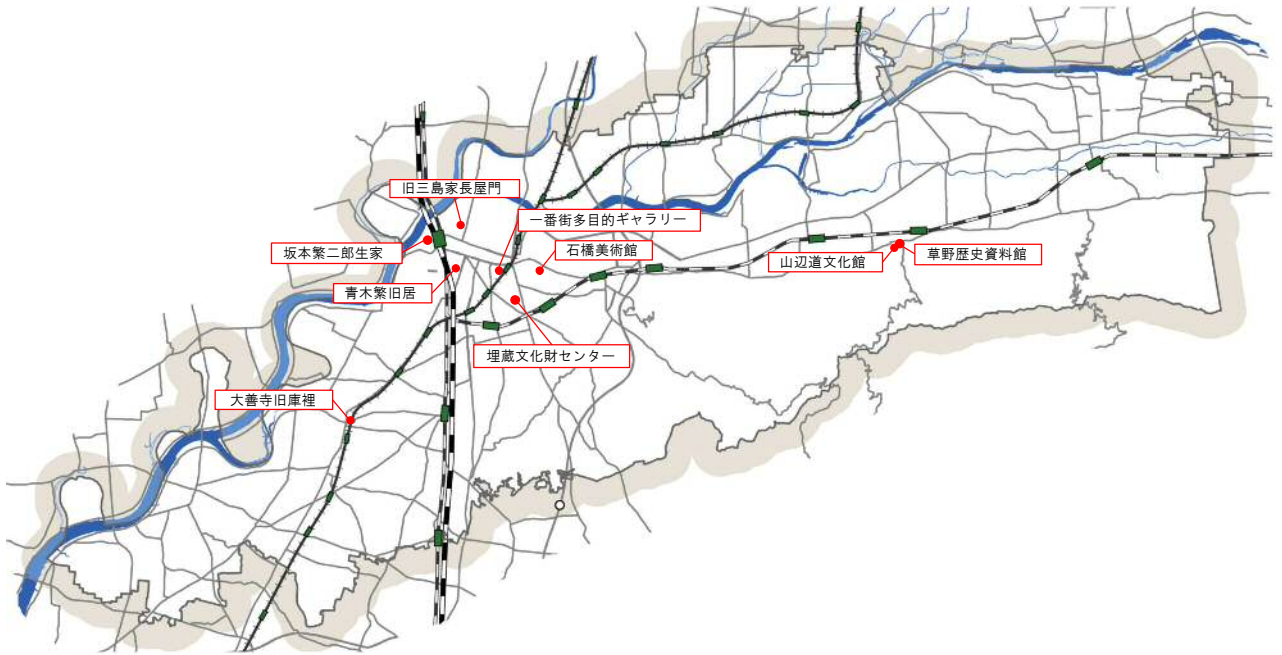 旧三島家長屋門
一番街多目的ギャラリー
坂本繁二郎生家
石橋美術館
山辺道文化館
草野歴史資料館
青木繁旧居
埋蔵文化財センター
大善寺旧庫裡